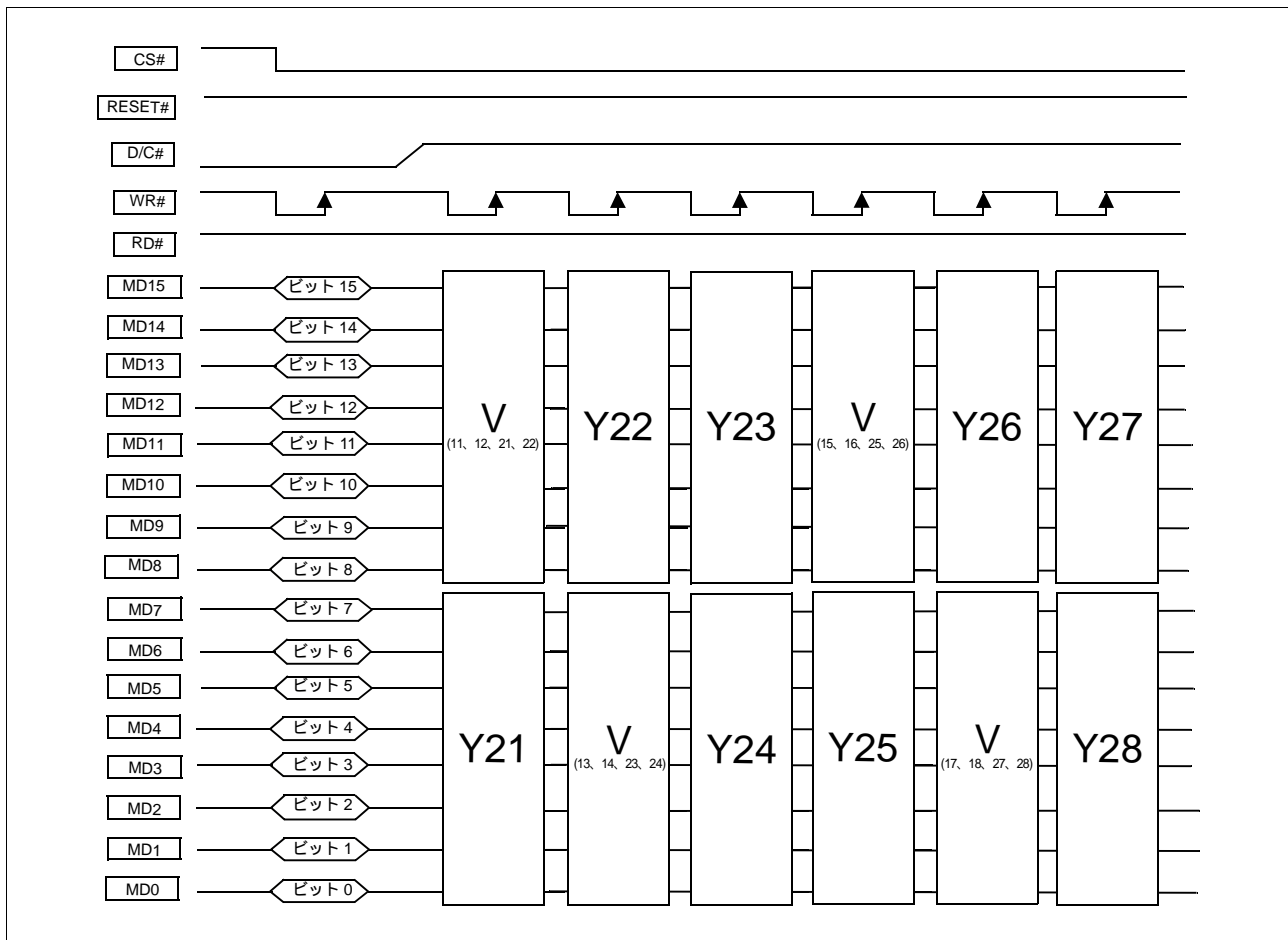 CS#
RESET#
D/C#
WR#
RD#
MD15 ビット 15
MD14 ビット 14
MD13 ビット 13
MD12 ビット 12
MD11 ビット 11
MD10 ビット 10
MD9 ビット 9
MD8 ビット 8
V
(11、12、21、22)
Y22
Y23
V
(15、16、25、26)
Y26
Y27
MD7 ビット 7
MD6 ビット 6
MD5 ビット 5
MD4 ビット 4
MD3 ビット 3
MD2 ビット 2
MD1 ビット 1
MD0 ビット 0
Y21
V
(13、14、23、24)
Y24
Y25
V
(17、18、27、28)
Y28